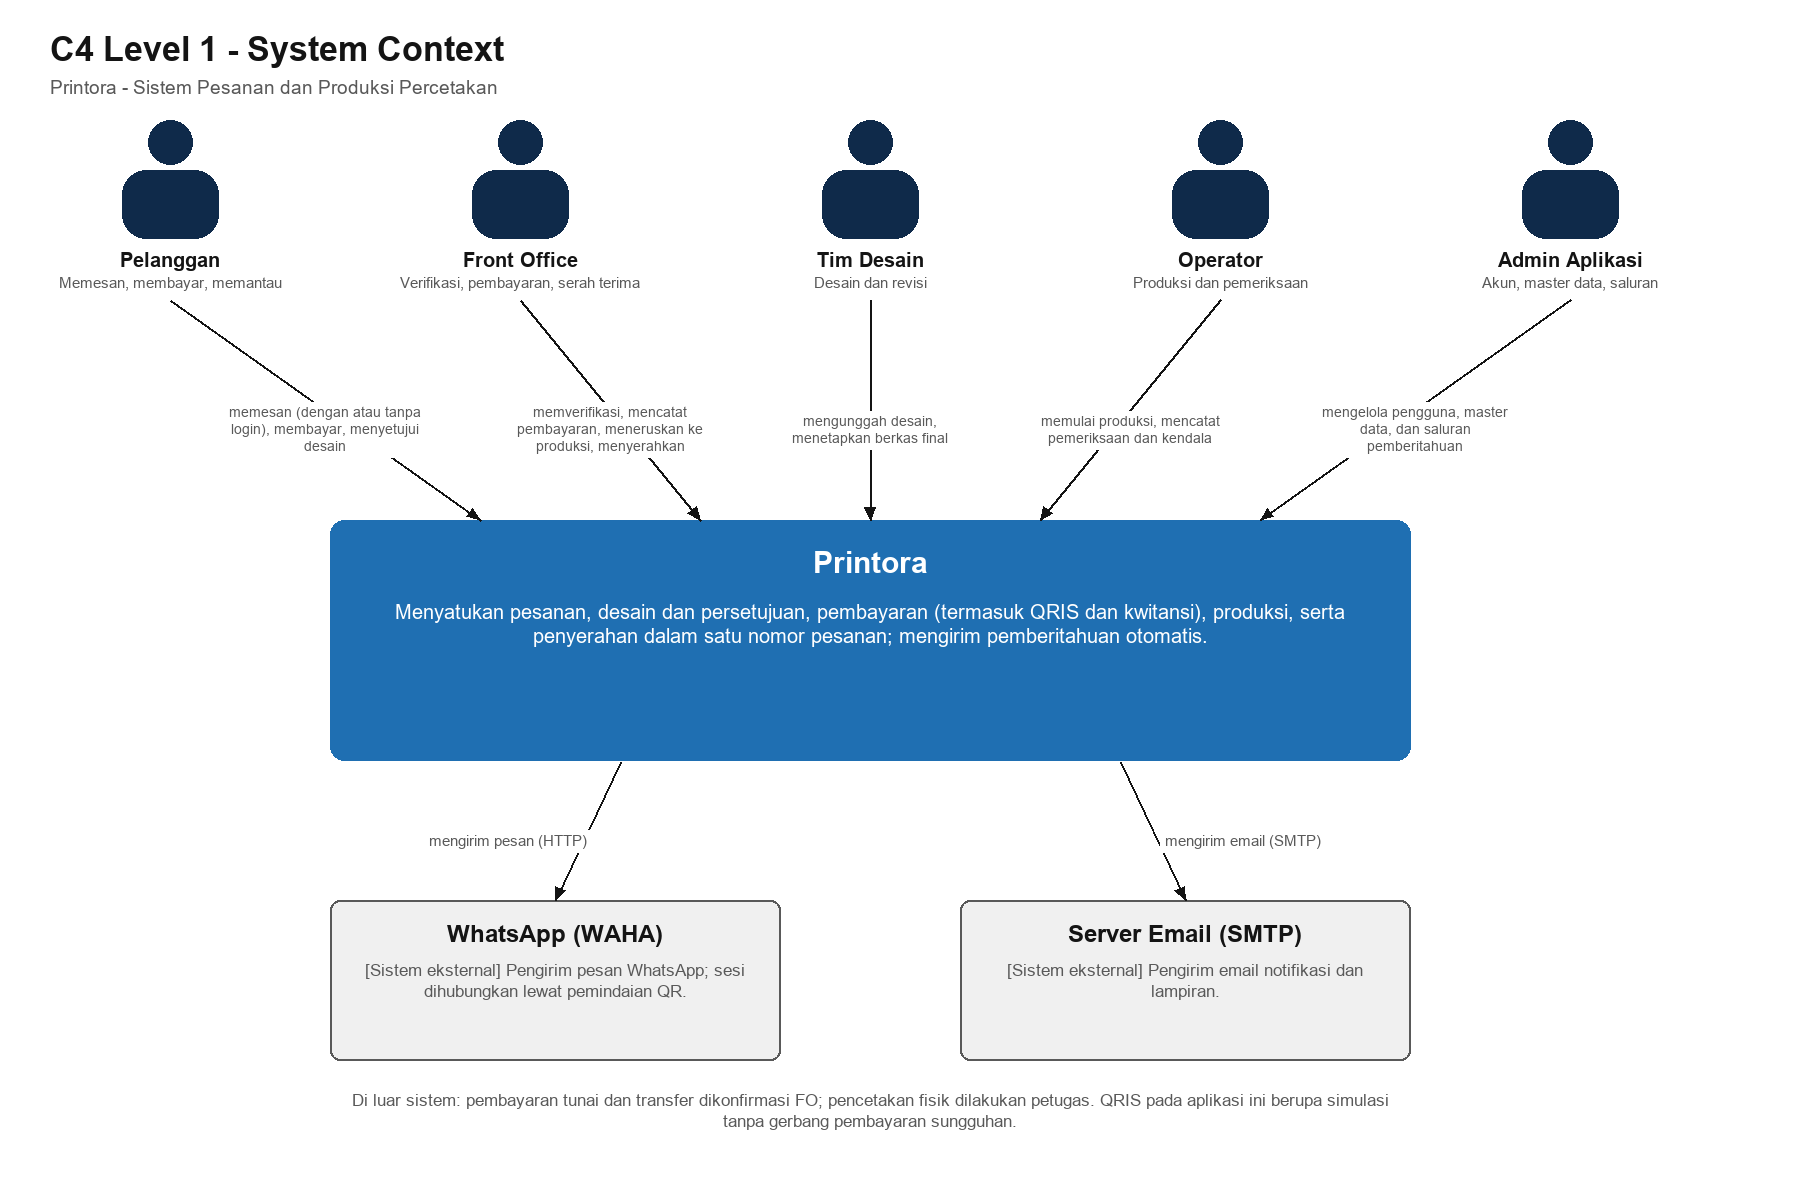 C4 Level 1 - System Context
Printora - Sistem Pesanan dan Produksi Percetakan
Pelanggan
Memesan, membayar, memantau
Front Office
Verifikasi, pembayaran, serah terima
Tim Desain
Desain dan revisi
Operator
Produksi dan pemeriksaan
Admin Aplikasi
Akun, master data, saluran
memesan (dengan atau tanpa
login), membayar, menyetujui
desain
memverifikasi, mencatat
pembayaran, meneruskan ke
produksi, menyerahkan
mengunggah desain,
menetapkan berkas final
memulai produksi, mencatat
pemeriksaan dan kendala
mengelola pengguna, master
data, dan saluran
pemberitahuan
Printora
Menyatukan pesanan, desain dan persetujuan, pembayaran (termasuk QRIS dan kwitansi), produksi, serta
penyerahan dalam satu nomor pesanan; mengirim pemberitahuan otomatis.
mengirim pesan (HTTP)
mengirim email (SMTP)
WhatsApp (WAHA)
[Sistem eksternal] Pengirim pesan WhatsApp; sesi
dihubungkan lewat pemindaian QR.
Server Email (SMTP)
[Sistem eksternal] Pengirim email notifikasi dan
lampiran.
Di luar sistem: pembayaran tunai dan transfer dikonfirmasi FO; pencetakan fisik dilakukan petugas. QRIS pada aplikasi ini berupa simulasi
tanpa gerbang pembayaran sungguhan.